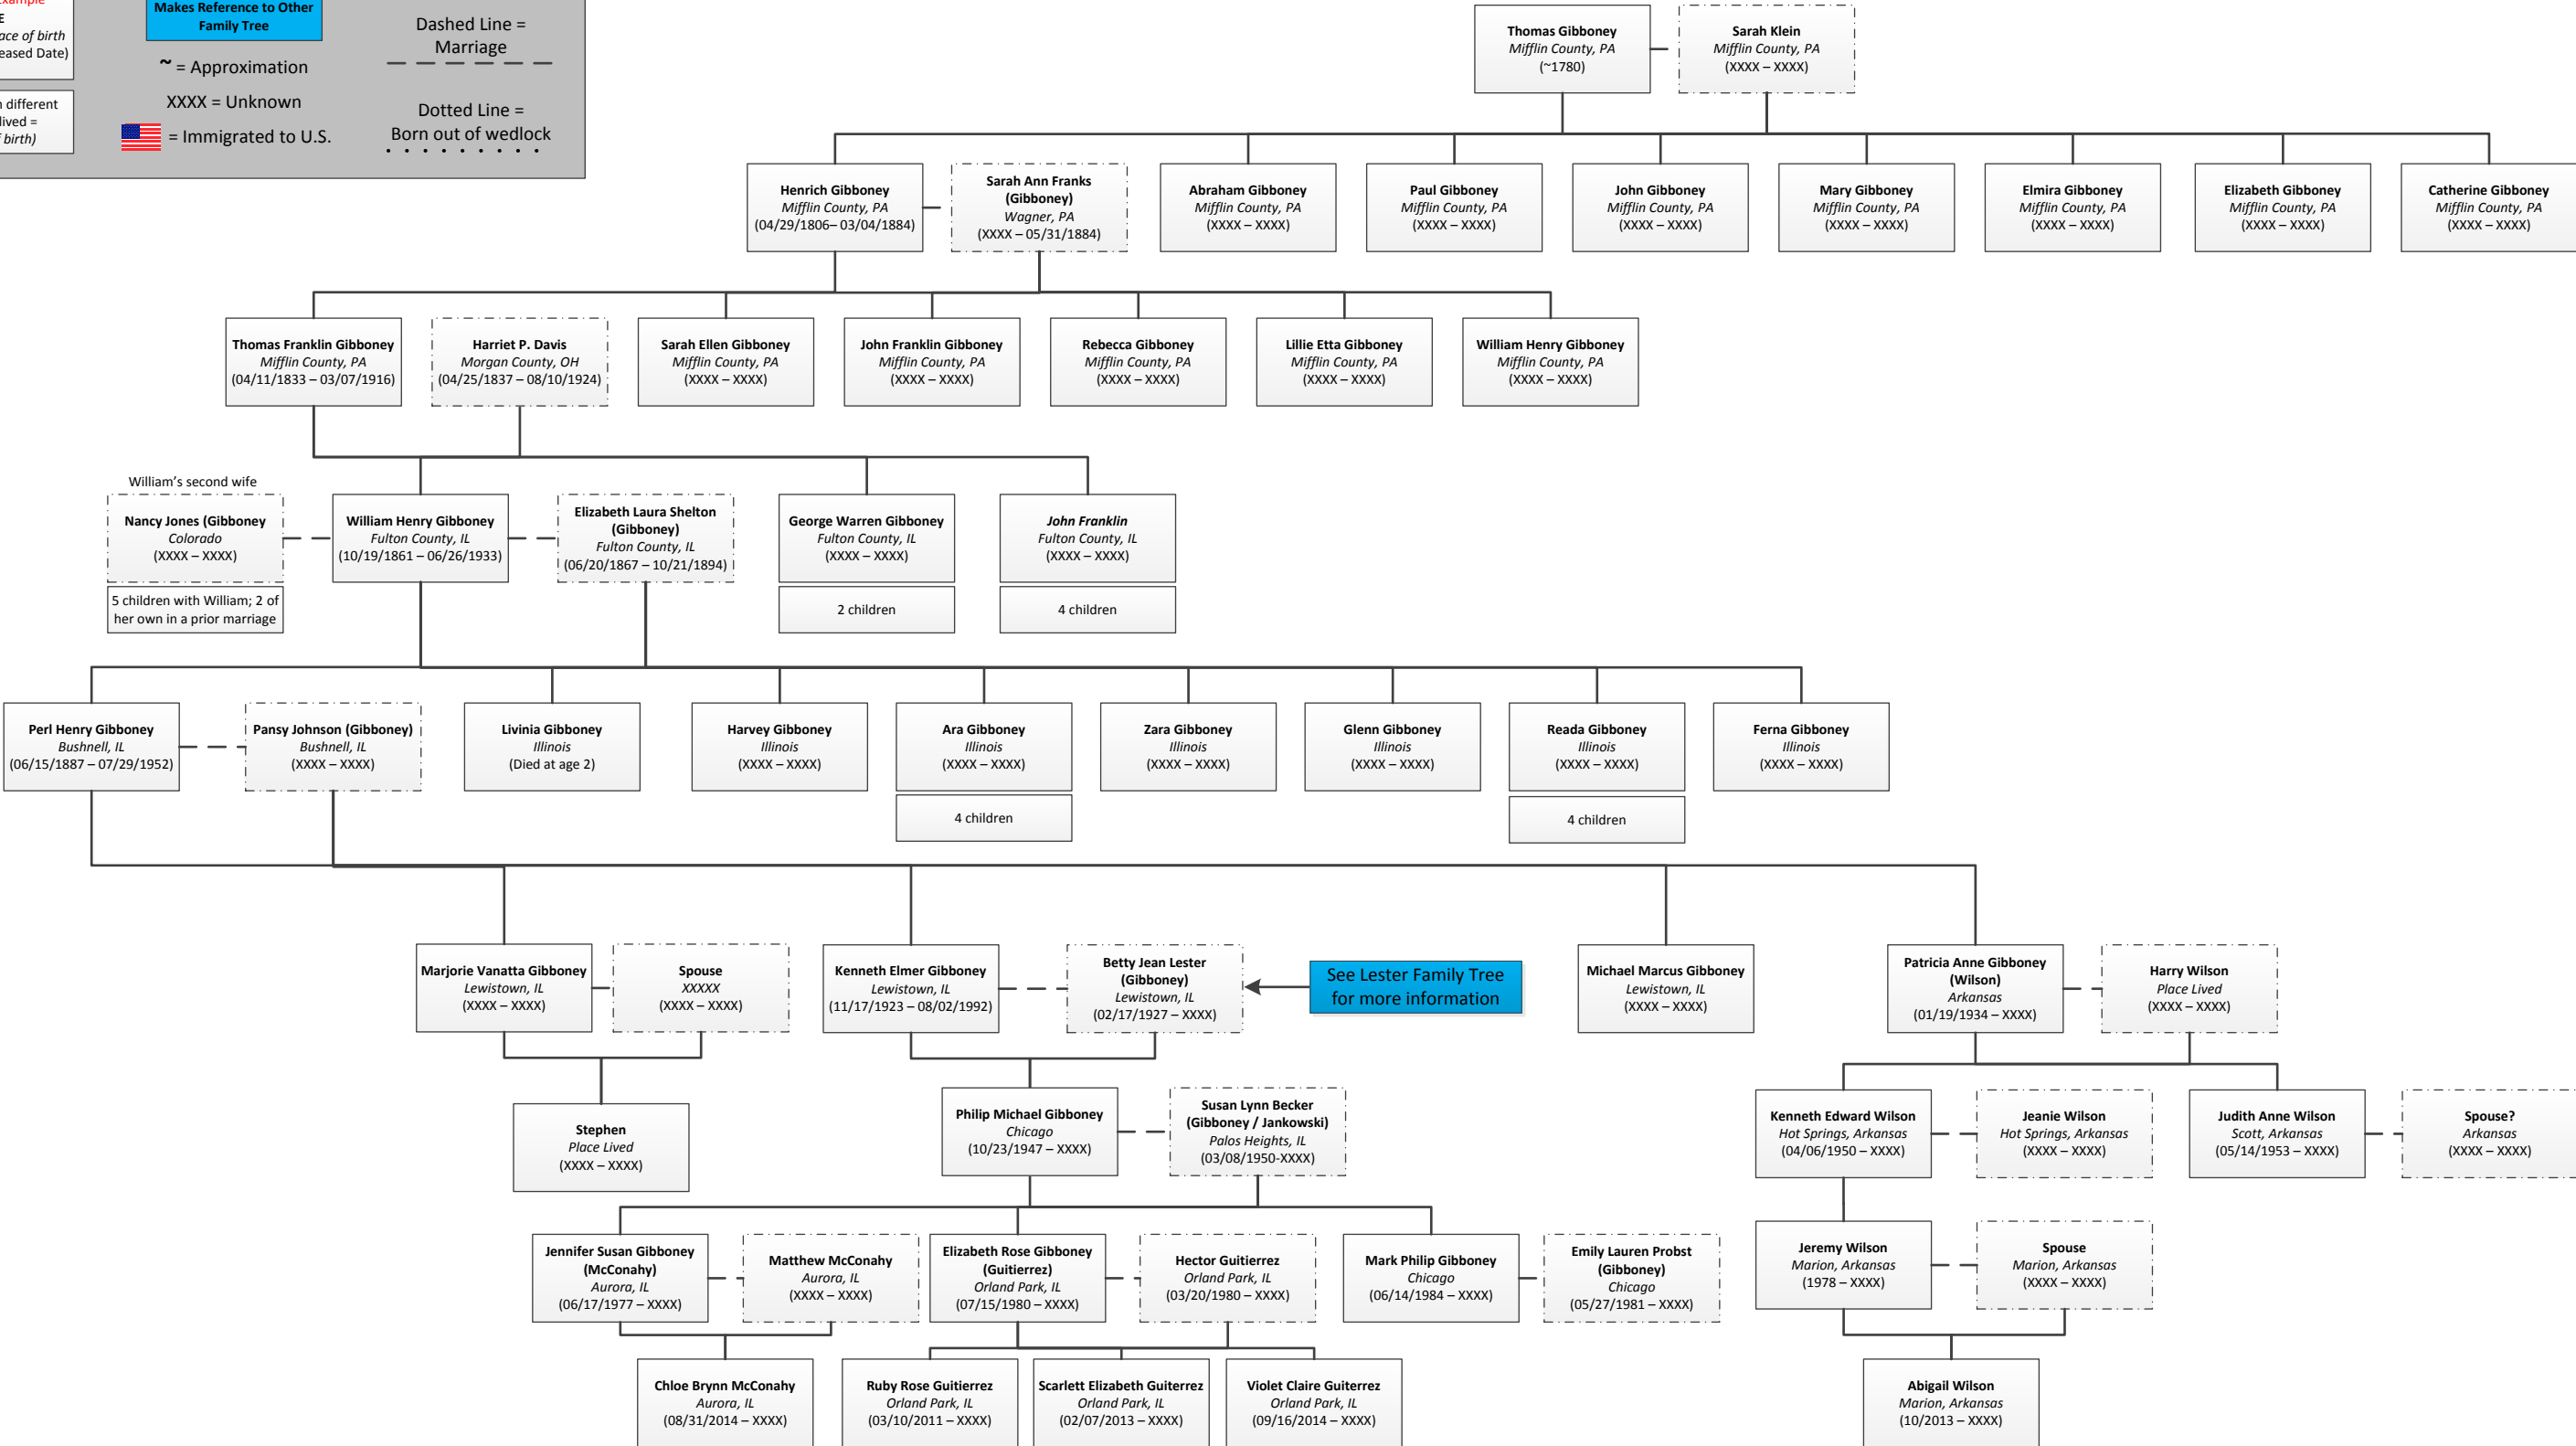 Example
E
ace of birth
eased Date)
n different
lived =
f birth)
Makes Reference to Other
Family Tree
~ = Approximation
XXXX = Unknown
= Immigrated to U.S.
Dashed Line =
Marriage
Dotted Line =
Born out of wedlock
Thomas Gibboney
Mifflin County, PA
(~1780)
Sarah Klein
Mifflin County, PA
(XXXX – XXXX)
Henrich Gibboney
Mifflin County, PA
(04/29/1806– 03/04/1884)
Sarah Ann Franks
(Gibboney)
Wagner, PA
(XXXX – 05/31/1884)
Abraham Gibboney
Mifflin County, PA
(XXXX – XXXX)
Paul Gibboney
Mifflin County, PA
(XXXX – XXXX)
John Gibboney
Mifflin County, PA
(XXXX – XXXX)
Mary Gibboney
Mifflin County, PA
(XXXX – XXXX)
Elmira Gibboney
Mifflin County, PA
(XXXX – XXXX)
Elizabeth Gibboney
Mifflin County, PA
(XXXX – XXXX)
Catherine Gibboney
Mifflin County, PA
(XXXX – XXXX)
Thomas Franklin Gibboney
Mifflin County, PA
(04/11/1833 – 03/07/1916)
Harriet P. Davis
Morgan County, OH
(04/25/1837 – 08/10/1924)
Sarah Ellen Gibboney
Mifflin County, PA
(XXXX – XXXX)
John Franklin Gibboney
Mifflin County, PA
(XXXX – XXXX)
Rebecca Gibboney
Mifflin County, PA
(XXXX – XXXX)
Lillie Etta Gibboney
Mifflin County, PA
(XXXX – XXXX)
William Henry Gibboney
Mifflin County, PA
(XXXX – XXXX)
William's second wife
Nancy Jones (Gibboney
Colorado
(XXXX – XXXX)
5 children with William; 2 of
her own in a prior marriage
William Henry Gibboney
Fulton County, IL
(10/19/1861 – 06/26/1933)
Elizabeth Laura Shelton
(Gibboney)
Fulton County, IL
(06/20/1867 – 10/21/1894)
George Warren Gibboney
Fulton County, IL
(XXXX – XXXX)
2 children
John Franklin
Fulton County, IL
(XXXX – XXXX)
4 children
Perl Henry Gibboney
Bushnell, IL
(06/15/1887 – 07/29/1952)
Pansy Johnson (Gibboney)
Bushnell, IL
(XXXX – XXXX)
Livinia Gibboney
Illinois
(Died at age 2)
Harvey Gibboney
Illinois
(XXXX – XXXX)
Ara Gibboney
Illinois
(XXXX – XXXX)
4 children
Zara Gibboney
Illinois
(XXXX – XXXX)
Glenn Gibboney
Illinois
(XXXX – XXXX)
Reada Gibboney
Illinois
(XXXX – XXXX)
4 children
Ferna Gibboney
Illinois
(XXXX – XXXX)
Marjorie Vanatta Gibboney
Lewistown, IL
(XXXX – XXXX)
Spouse
XXXXX
(XXXX – XXXX)
Kenneth Elmer Gibboney
Lewistown, IL
(11/17/1923 – 08/02/1992)
Betty Jean Lester
(Gibboney)
Lewistown, IL
(02/17/1927 – XXXX)
See Lester Family Tree
for more information
Michael Marcus Gibboney
Lewistown, IL
(XXXX – XXXX)
Patricia Anne Gibboney
(Wilson)
Arkansas
(01/19/1934 – XXXX)
Harry Wilson
Place Lived
(XXXX – XXXX)
Stephen
Place Lived
(XXXX – XXXX)
Philip Michael Gibboney
Chicago
(10/23/1947 – XXXX)
Susan Lynn Becker
(Gibboney / Jankowski)
Palos Heights, IL
(03/08/1950-XXXX)
Kenneth Edward Wilson
Hot Springs, Arkansas
(04/06/1950 – XXXX)
Jeanie Wilson
Hot Springs, Arkansas
(XXXX – XXXX)
Judith Anne Wilson
Scott, Arkansas
(05/14/1953 – XXXX)
Spouse?
Arkansas
(XXXX – XXXX)
Jennifer Susan Gibboney
(McConahy)
Aurora, IL
(06/17/1977 – XXXX)
Matthew McConahy
Aurora, IL
(XXXX – XXXX)
Elizabeth Rose Gibboney
(Guitierrez)
Orland Park, IL
(07/15/1980 – XXXX)
Hector Guitierrez
Orland Park, IL
(03/20/1980 – XXXX)
Mark Philip Gibboney
Chicago
(06/14/1984 – XXXX)
Emily Lauren Probst
(Gibboney)
Chicago
(05/27/1981 – XXXX)
Jeremy Wilson
Marion, Arkansas
(1978 – XXXX)
Spouse
Marion, Arkansas
(XXXX – XXXX)
Chloe Brynn McConahy
Aurora, IL
(08/31/2014 – XXXX)
Ruby Rose Guitierrez
Orland Park, IL
(03/10/2011 – XXXX)
Scarlett Elizabeth Guiterrez
Orland Park, IL
(02/07/2013 – XXXX)
Violet Claire Guiterrez
Orland Park, IL
(09/16/2014 – XXXX)
Abigail Wilson
Marion, Arkansas
(10/2013 – XXXX)